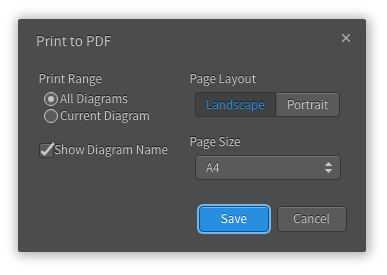 Print to PDF
Print Range
All Diagrams
Current Diagram
Show Diagram Name
Page Layout
Landscape Portrait
Page Size
A4
Save Cancel